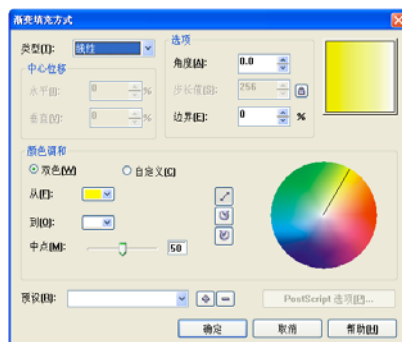 渐变填充方式
类型(T): 线性
选项
角度(A): 0.0
中心位移
水平(I): 0 %
步长值(S): 256
垂直(V): 0 %
边界(E): 0 %
颜色调和
双色(W) 自定义(C)
从(F):
到(O):
中点(M): 50
预设(R):
PostScript 选项(P)...
确定 取消 帮助(H)